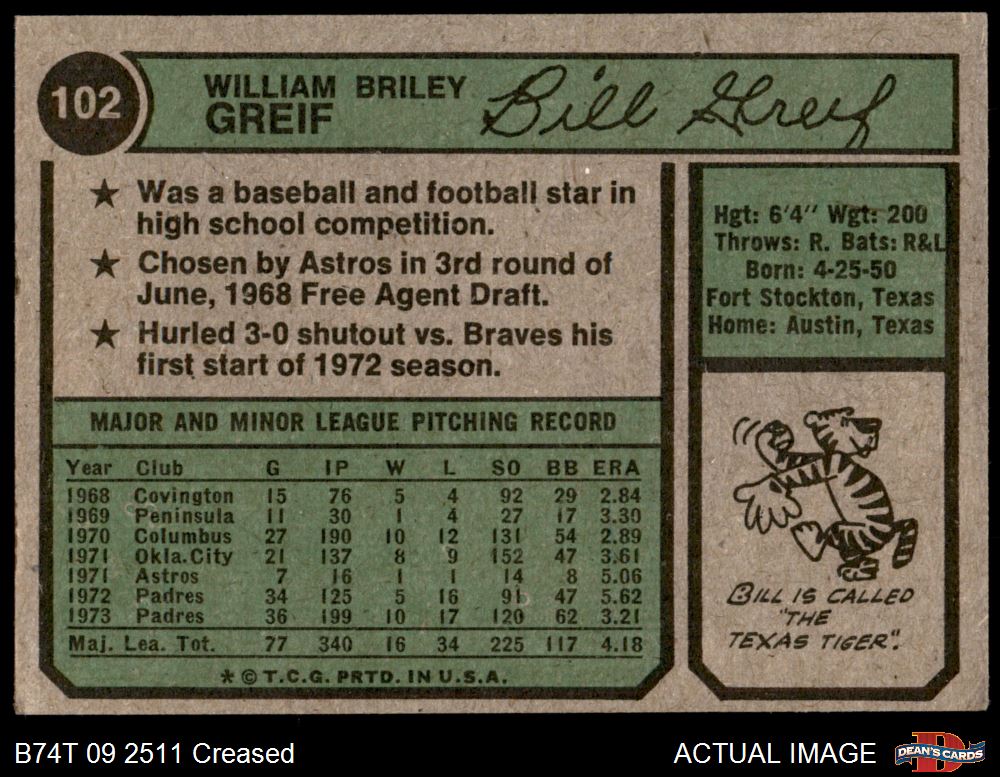 102
WILLIAM BRILEY
GREIF
Bill Greif
★ Was a baseball and football star in
high school competition.
★ Chosen by Astros in 3rd round of
June, 1968 Free Agent Draft.
★ Hurled 3-0 shutout vs. Braves his
first start of 1972 season.
MAJOR AND MINOR LEAGUE PITCHING RECORD
Year Club G IP W L SO BB ERA
1968 Covington 15 76 5 4 92 29 2.84
1969 Peninsula 11 30 1 4 27 17 3.30
1970 Columbus 27 190 10 12 131 54 2.89
1971 Okla.City 21 137 8 9 152 47 3.61
1971 Astros 7 16 1 1 14 8 5.06
1972 Padres 34 125 5 16 91 47 5.62
1973 Padres 36 199 10 17 120 62 3.21
Maj. Lea. Tot. 77 340 16 34 225 117 4.18
* © T.C.G. PRTD. IN U.S.A.
Hgt: 6'4" Wgt: 200
Throws: R. Bats: R&L
Born: 4-25-50
Fort Stockton, Texas
Home: Austin, Texas
BILL IS CALLED
"THE
TEXAS TIGER".
B74T 09 2511 Creased
ACTUAL IMAGE
DEAN'S CARDS